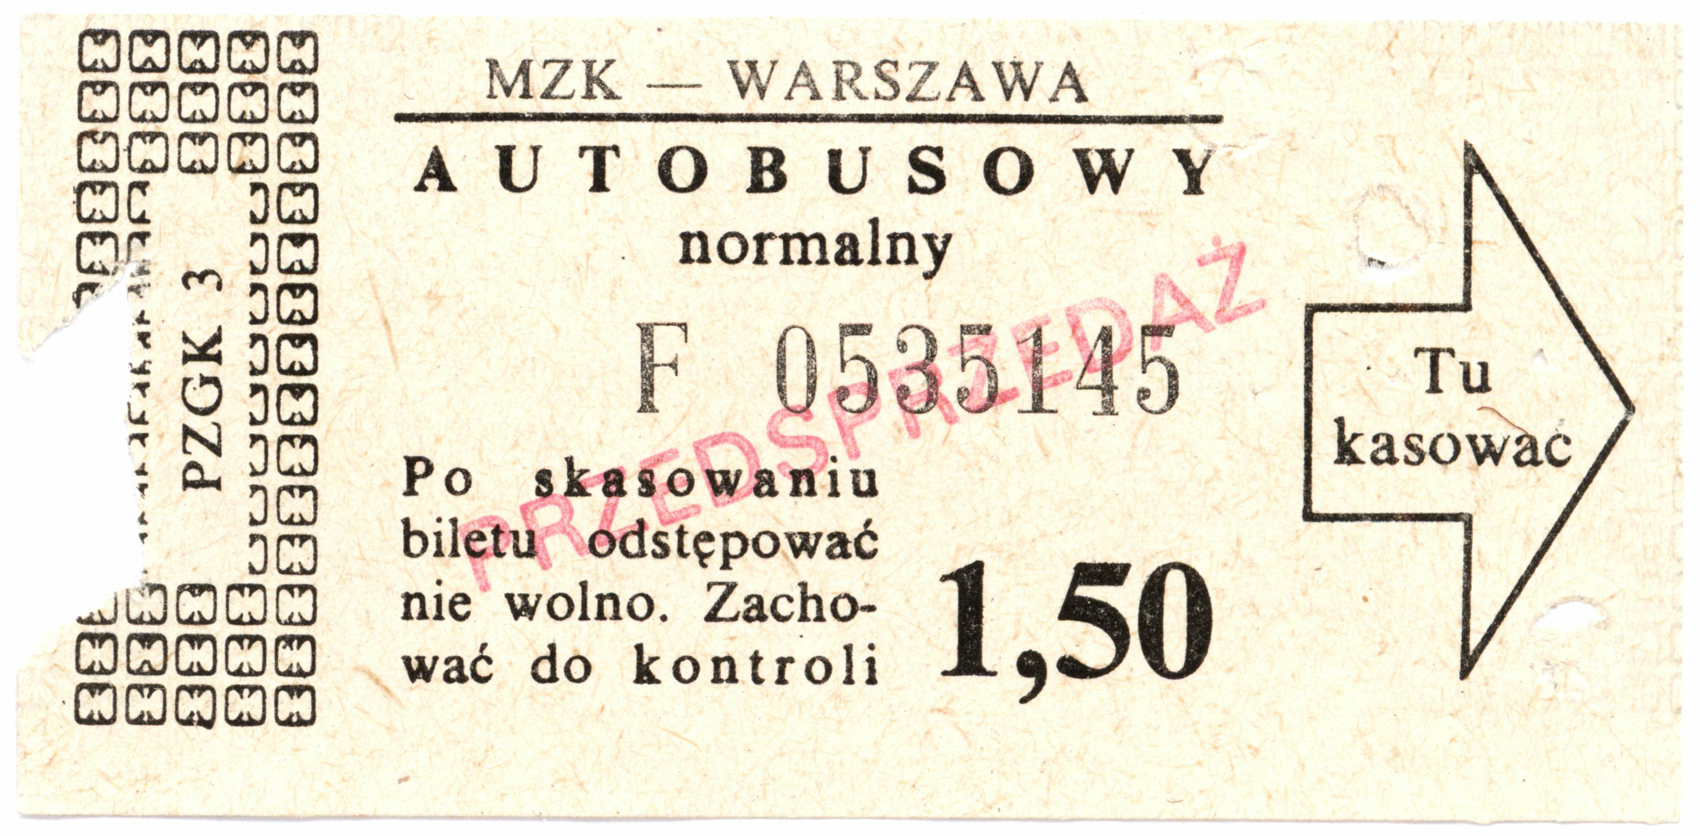 MZK — WARSZAWA
AUTOBUSOWY
normalny
F 0535145
PRZEDSPRZEDAŻ
Po skasowaniu
biletu odstępować
nie wolno. Zacho-
wać do kontroli
1,50
PZGK 3
Tu
kasować